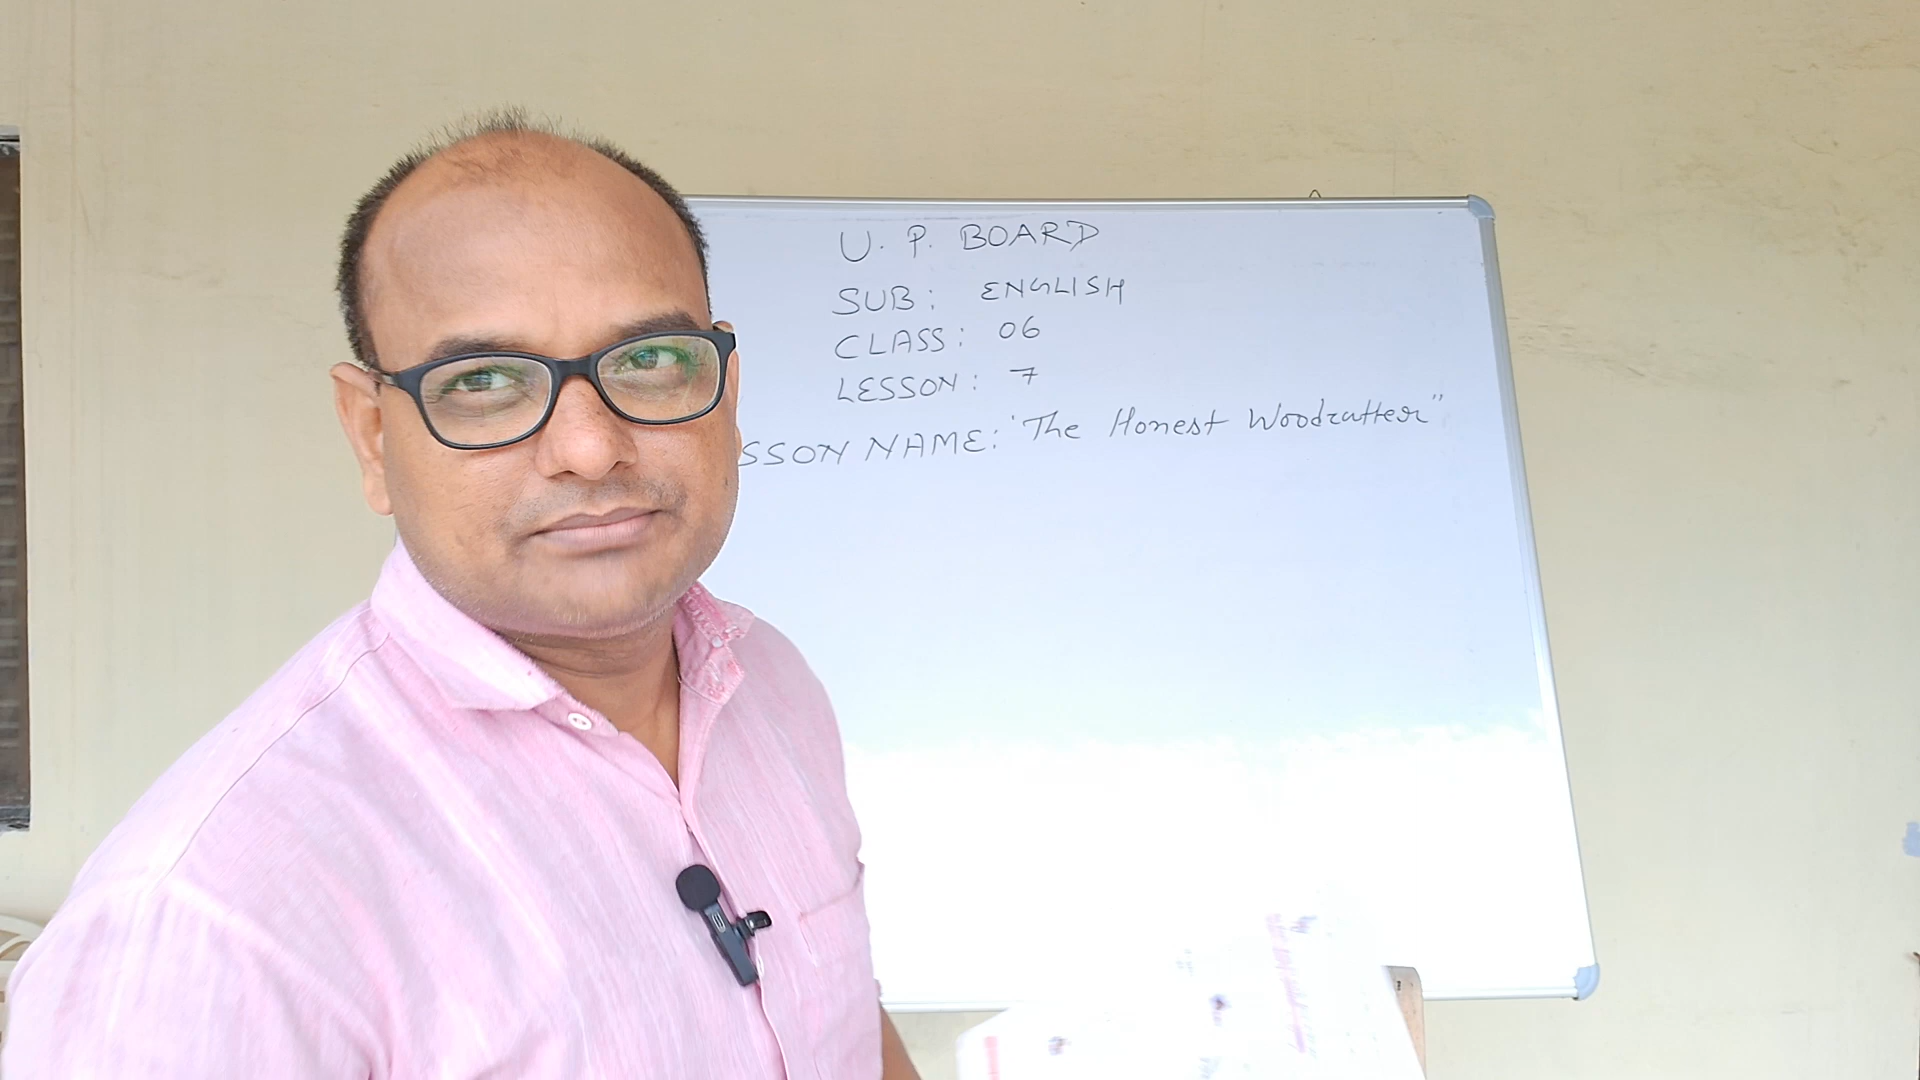 U. P. BOARD
SUB: ENGLISH
CLASS: 06
LESSON: 7
SSON NAME: 'The Honest Woodcutter"